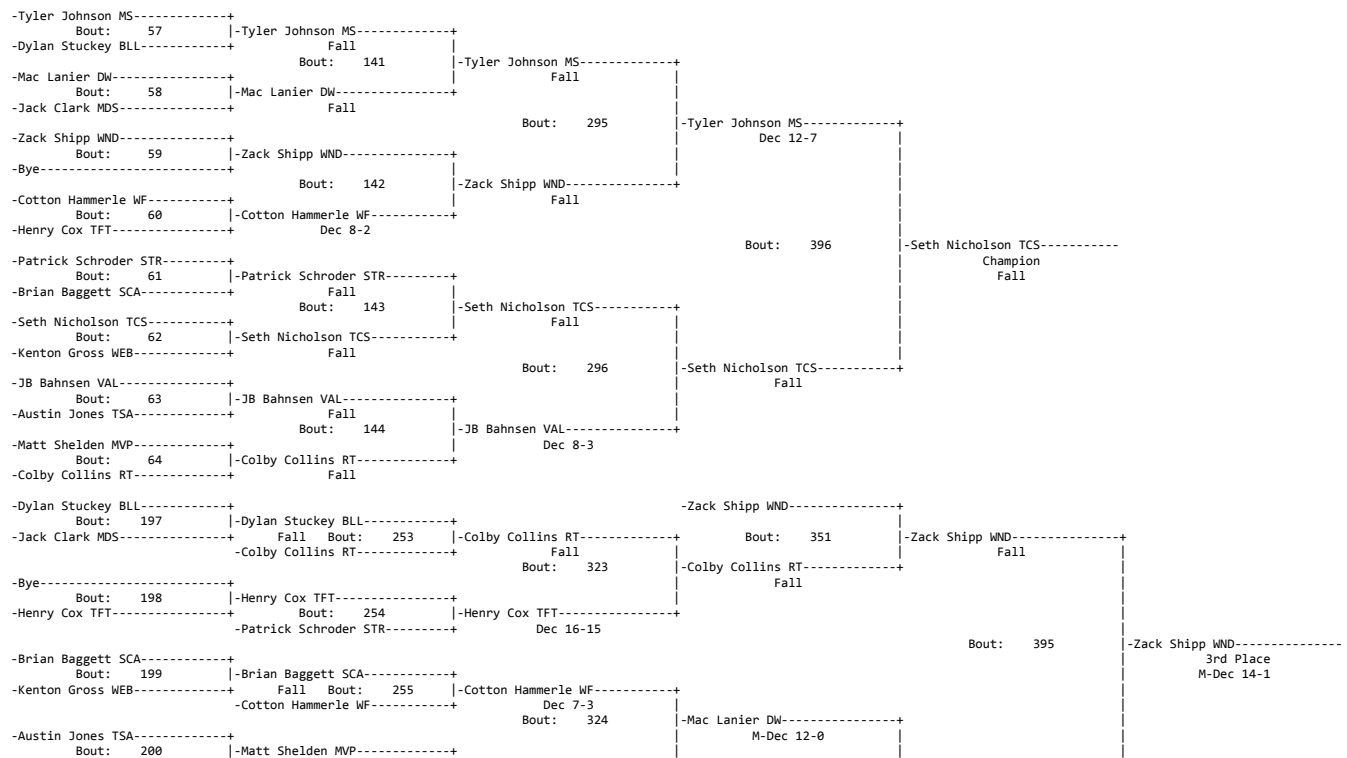 -Tyler Johnson MS-------------+
Bout: 57 |-Tyler Johnson MS-------------+
-Dylan Stuckey BLL------------+ Fall |
Bout: 141 |-Tyler Johnson MS-------------+
-Mac Lanier DW----------------+ | Fall |
Bout: 58 |-Mac Lanier DW----------------+ |
-Jack Clark MDS---------------+ Fall |
Bout: 295 |-Tyler Johnson MS-------------+
-Zack Shipp WND---------------+ | Dec 12-7 |
Bout: 59 |-Zack Shipp WND---------------+ | |
-Bye--------------------------+ | | |
Bout: 142 |-Zack Shipp WND---------------+ |
-Cotton Hammerle WF-----------+ | Fall |
Bout: 60 |-Cotton Hammerle WF-----------+ |
-Henry Cox TFT----------------+ Dec 8-2 |
Bout: 396 |-Seth Nicholson TCS-----------
-Patrick Schroder STR---------+ | Champion
Bout: 61 |-Patrick Schroder STR---------+ | Fall
-Brian Baggett SCA------------+ Fall | |
Bout: 143 |-Seth Nicholson TCS-----------+ |
-Seth Nicholson TCS-----------+ | Fall | |
Bout: 62 |-Seth Nicholson TCS-----------+ | |
-Kenton Gross WEB-------------+ Fall | |
Bout: 296 |-Seth Nicholson TCS-----------+
-JB Bahnsen VAL---------------+ | Fall
Bout: 63 |-JB Bahnsen VAL---------------+ |
-Austin Jones TSA-------------+ Fall | |
Bout: 144 |-JB Bahnsen VAL---------------+
-Matt Shelden MVP-------------+ | Dec 8-3
Bout: 64 |-Colby Collins RT-------------+
-Colby Collins RT-------------+ Fall
-Dylan Stuckey BLL------------+ -Zack Shipp WND---------------+
Bout: 197 |-Dylan Stuckey BLL------------+ |
-Jack Clark MDS---------------+ Fall Bout: 253 |-Colby Collins RT-------------+ Bout: 351 |-Zack Shipp WND---------------+
-Colby Collins RT-------------+ Fall | | Fall |
Bout: 323 |-Colby Collins RT-------------+ |
-Bye--------------------------+ | Fall |
Bout: 198 |-Henry Cox TFT----------------+ | |
-Henry Cox TFT----------------+ Bout: 254 |-Henry Cox TFT----------------+ |
-Patrick Schroder STR---------+ Dec 16-15 |
Bout: 395 |-Zack Shipp WND---------------
-Brian Baggett SCA------------+ | 3rd Place
Bout: 199 |-Brian Baggett SCA------------+ | M-Dec 14-1
-Kenton Gross WEB-------------+ Fall Bout: 255 |-Cotton Hammerle WF-----------+ |
-Cotton Hammerle WF-----------+ Dec 7-3 | |
Bout: 324 |-Mac Lanier DW----------------+ |
-Austin Jones TSA-------------+ | M-Dec 12-0 | |
Bout: 200 |-Matt Shelden MVP-------------+ | | |